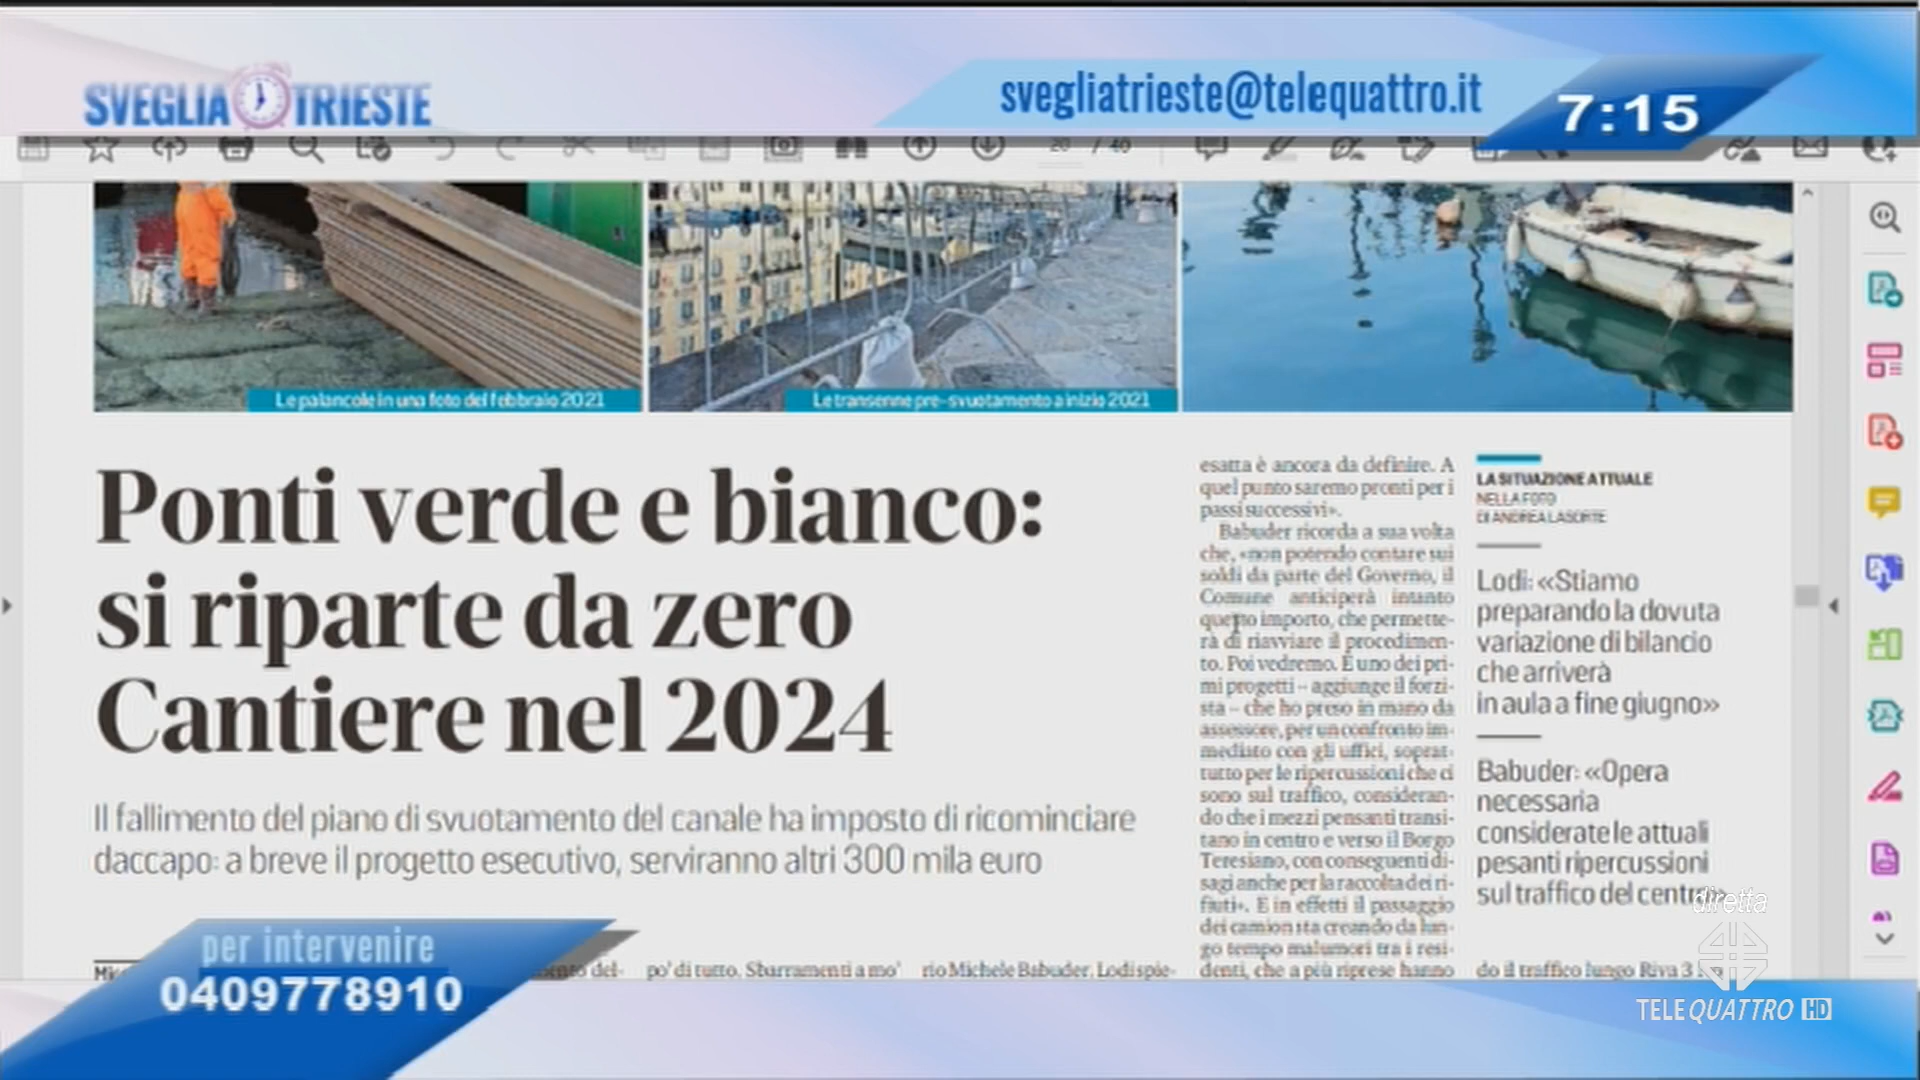 SVEGLIA TRIESTE
svegliatrieste@telequattro.it
7:15
20 / 40
Le palancole in una foto del febbraio 2021
Le transenne pre-svuotamento a inizio 2021
Ponti verde e bianco:
si riparte da zero
Cantiere nel 2024
Il fallimento del piano di svuotamento del canale ha imposto di ricominciare
daccapo: a breve il progetto esecutivo, serviranno altri 300 mila euro
po' di tutto. Sbarramenti a mo'
rio Michele Babuder. Lodi spie-
esatta è ancora da definire. A
quel punto saremo pronti per i
passi successivi».
Babuder ricorda a sua volta
che, «non potendo contare sui
soldi da parte del Governo, il
Comune anticiperà intanto
questo importo, che permette-
rà di riavviare il procedimen-
to. Poi vedremo. È uno dei pri-
mi progetti – aggiunge il forzi-
sta – che ho preso in mano da
assessore, per un confronto im-
mediato con gli uffici, soprat-
tutto per le ripercussioni che ci
sono sul traffico, consideran-
do che i mezzi pesanti transi-
tano in centro e verso il Borgo
Teresiano, con conseguenti di-
sagi anche per la raccolta dei ri-
fiuti». E in effetti il passaggio
dei camion sta creando da lun-
go tempo malumori tra i resi-
denti, che a più riprese hanno
LA SITUAZIONE ATTUALE
NELLA FOTO
DI ANDREA LASORTE
Lodi: «Stiamo
preparando la dovuta
variazione di bilancio
che arriverà
in aula a fine giugno»
Babuder: «Opera
necessaria
considerate le attuali
pesanti ripercussioni
sul traffico del centro»
do il traffico lungo Riva 3
per intervenire
0409778910
diretta
TELEQUATTRO HD